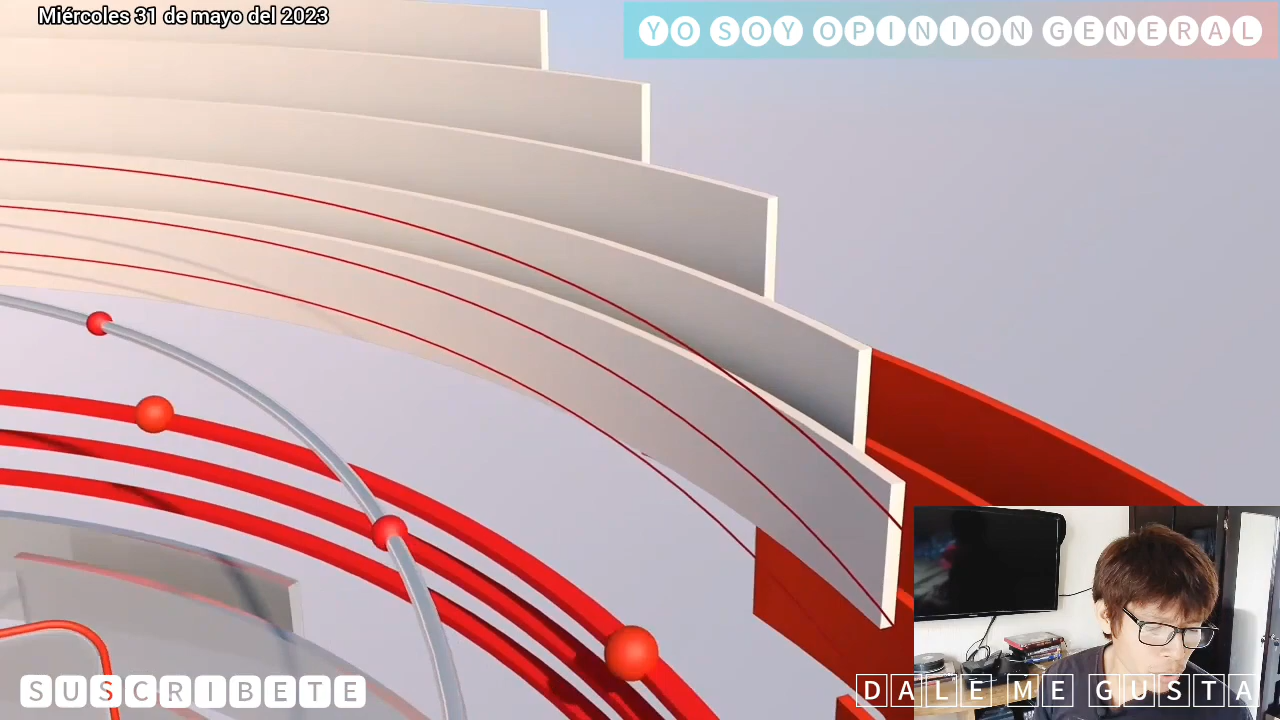 Miércoles 31 de mayo del 2023
YO SOY OPINION GENERAL
SUSCRIBETE
DALE ME GUSTA